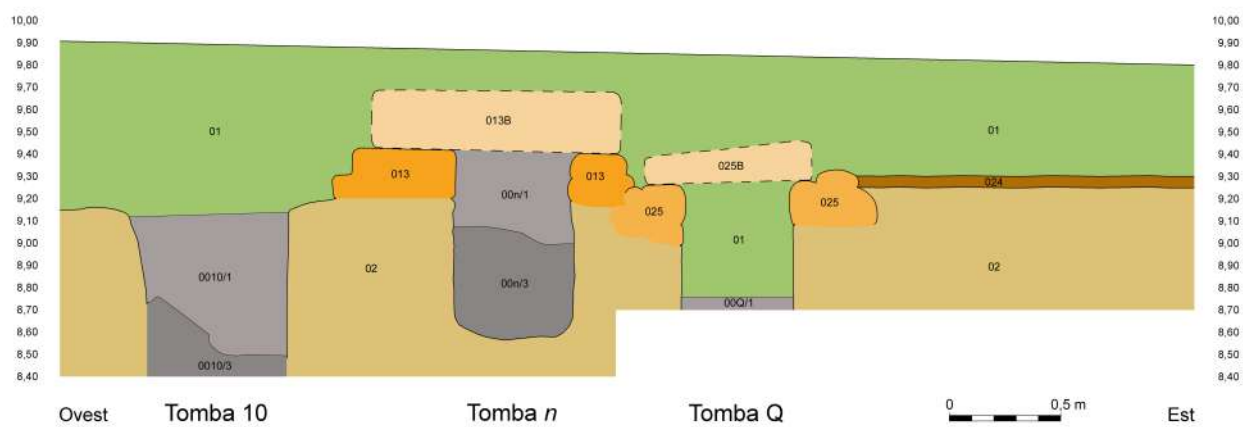 10,00 10,00
9,90 9,90
9,80 9,80
9,70 9,70
9,60 9,60
9,50 01 013B 01 9,50
9,40 025B 9,40
9,30 013 013 024 9,30
9,20 00n/1 025 025 9,20
9,10 9,10
9,00 01 9,00
8,90 0010/1 02 02 8,90
8,80 00n/3 8,80
8,70 00Q/1 8,70
8,60 8,60
8,50 0010/3 8,50
8,40 8,40
Ovest Tomba 10 Tomba n Tomba Q 0 0,5 m Est